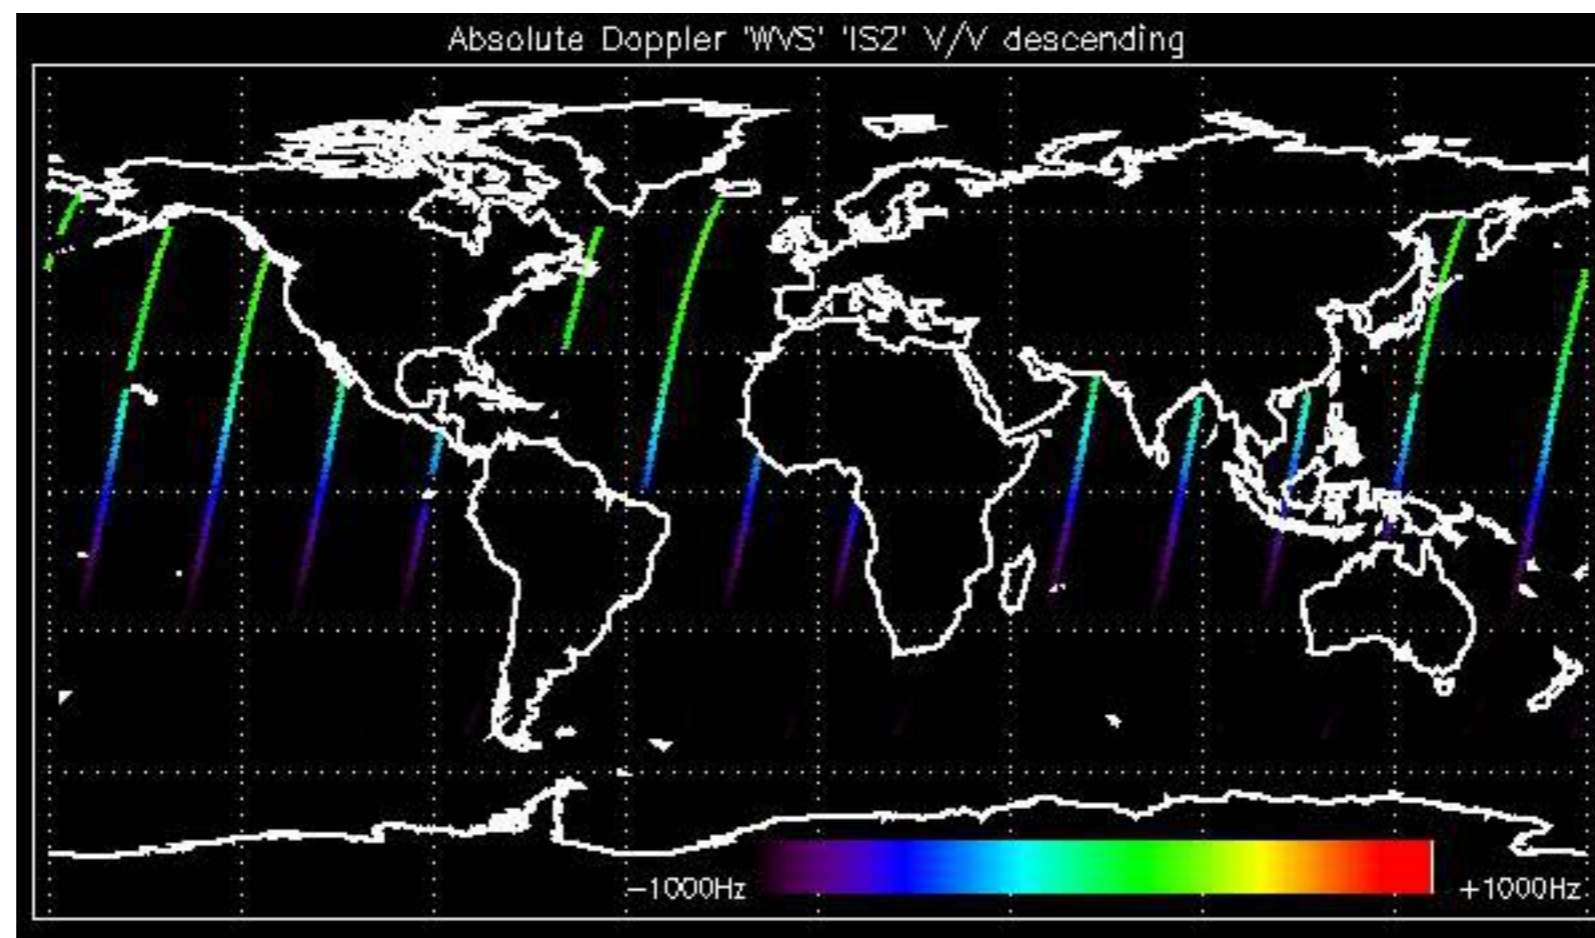 Absolute Doppler 'WVS' 'IS2' V/V descending
−1000Hz
+1000Hz